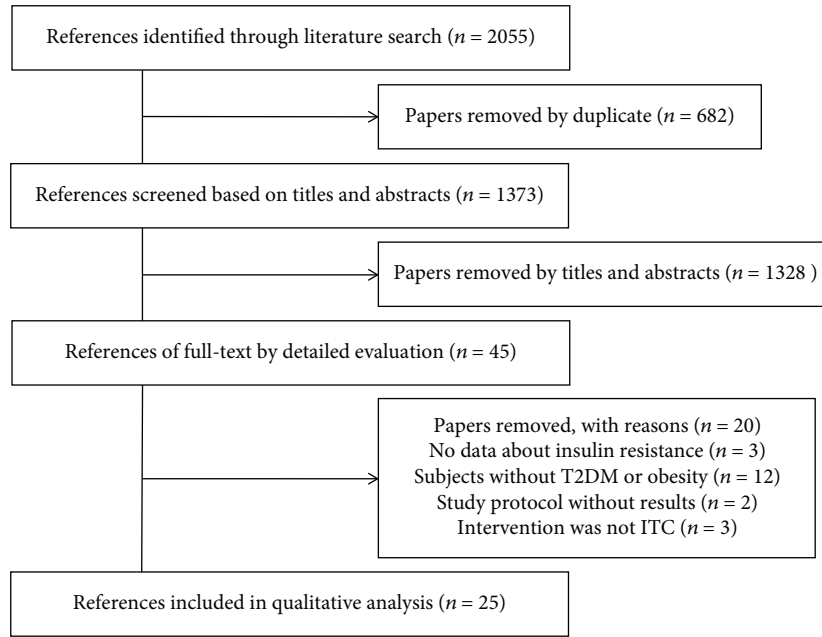 References identified through literature search (n = 2055)
Papers removed by duplicate (n = 682)
References screened based on titles and abstracts (n = 1373)
Papers removed by titles and abstracts (n = 1328 )
References of full-text by detailed evaluation (n = 45)
Papers removed, with reasons (n = 20)
No data about insulin resistance (n = 3)
Subjects without T2DM or obesity (n = 12)
Study protocol without results (n = 2)
Intervention was not ITC (n = 3)
References included in qualitative analysis (n = 25)